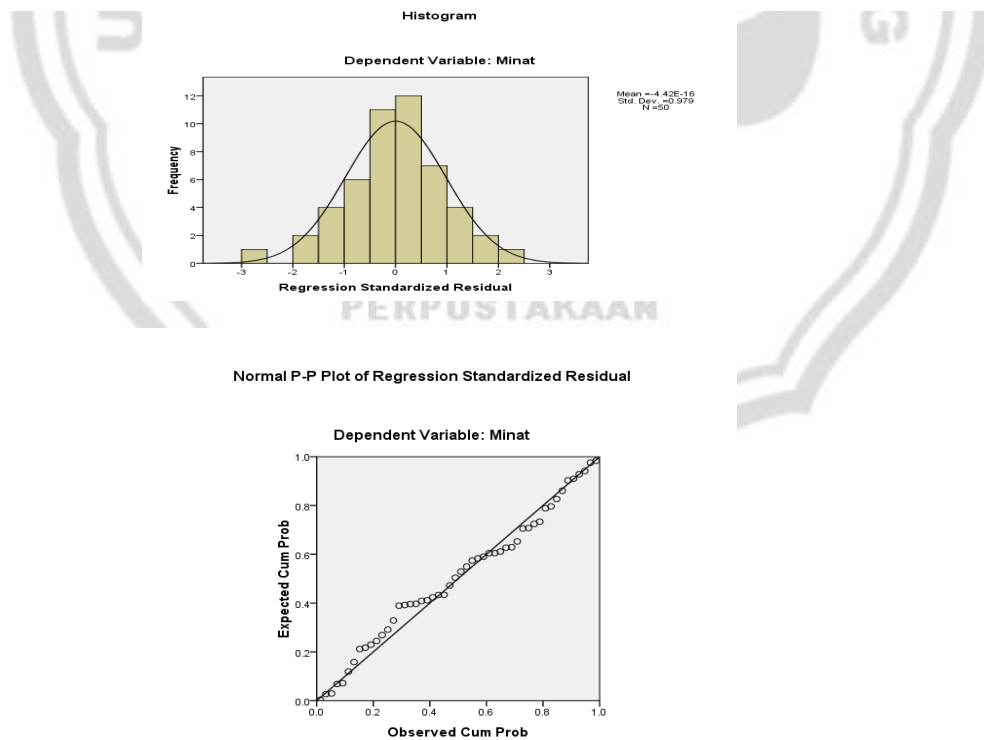 Histogram
Dependent Variable: Minat
Mean =-4.42E-16
Std. Dev. =0.979
N =50
Frequency
12
10
8
6
4
2
0
-3 -2 -1 0 1 2 3
Regression Standardized Residual
PERPUSTAKAAN
Normal P-P Plot of Regression Standardized Residual
Dependent Variable: Minat
Expected Cum Prob
1.0
0.8
0.6
0.4
0.2
0.0
0.0 0.2 0.4 0.6 0.8 1.0
Observed Cum Prob